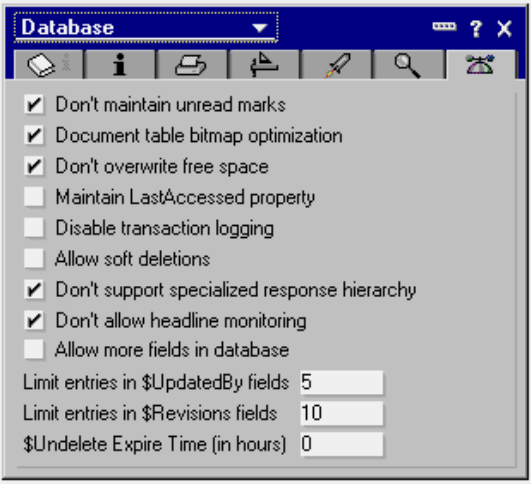 Database
? X
i
Don't maintain unread marks
Document table bitmap optimization
Don't overwrite free space
Maintain LastAccessed property
Disable transaction logging
Allow soft deletions
Don't support specialized response hierarchy
Don't allow headline monitoring
Allow more fields in database
Limit entries in $UpdatedBy fields 5
Limit entries in $Revisions fields 10
$Undelete Expire Time (in hours) 0